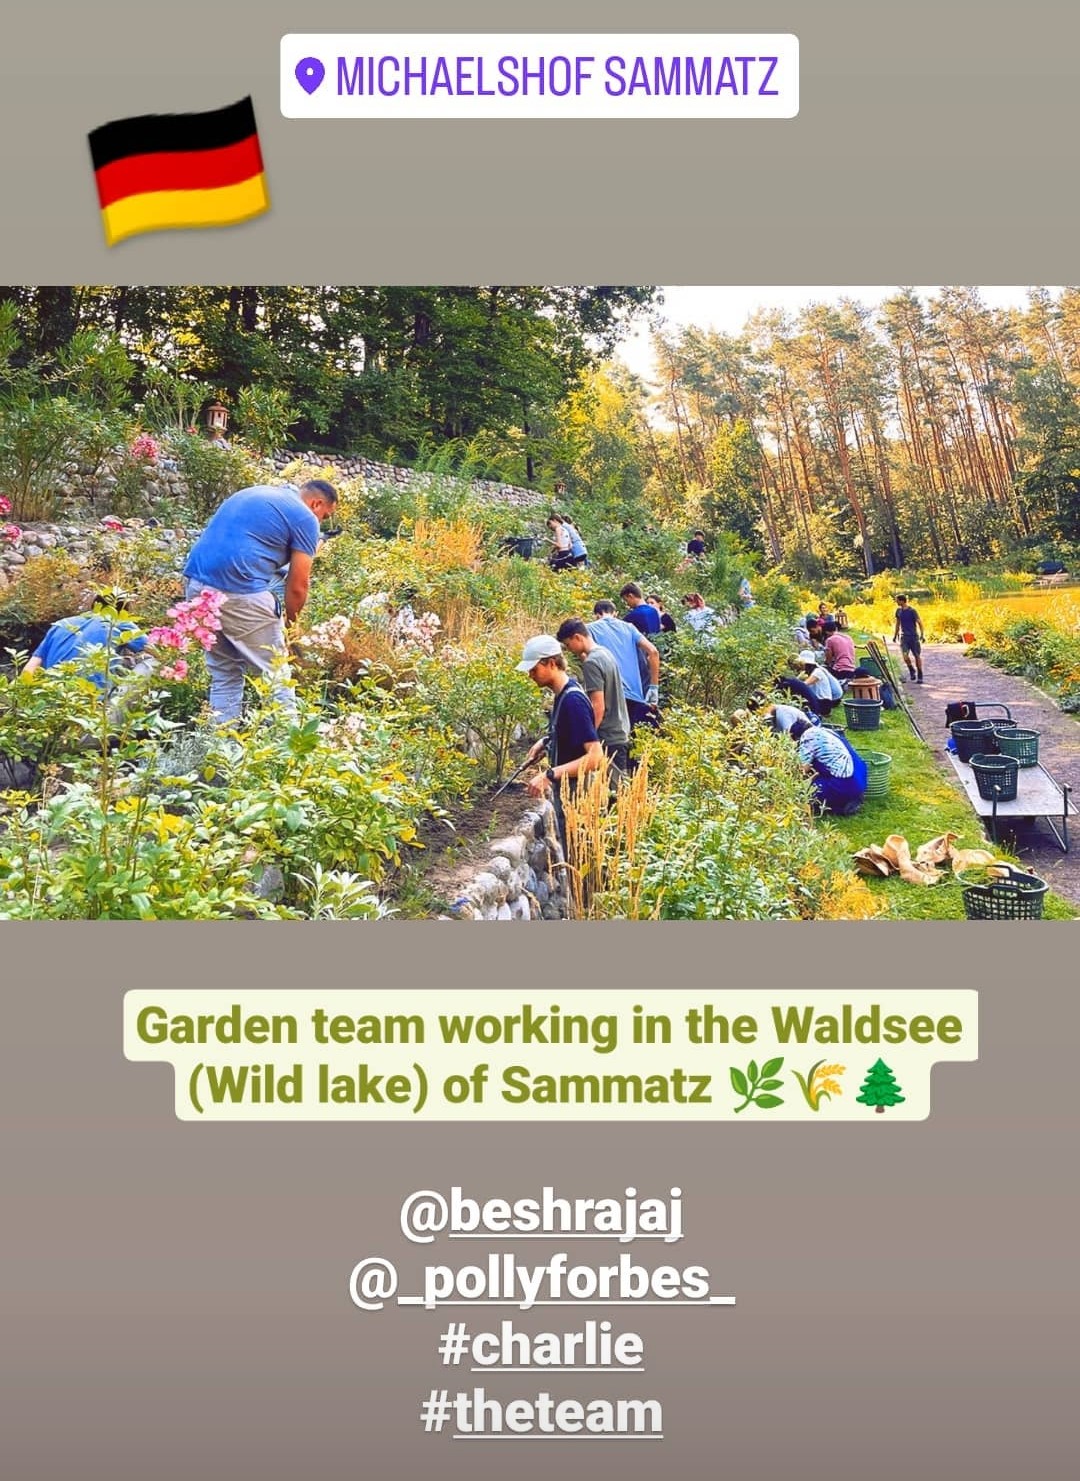 MICHAELSHOF SAMMATZ
Garden team working in the Waldsee
(Wild lake) of Sammatz 🌿🌾🌲
@beshrajaj
@_pollyforbes_
#charlie
#theteam